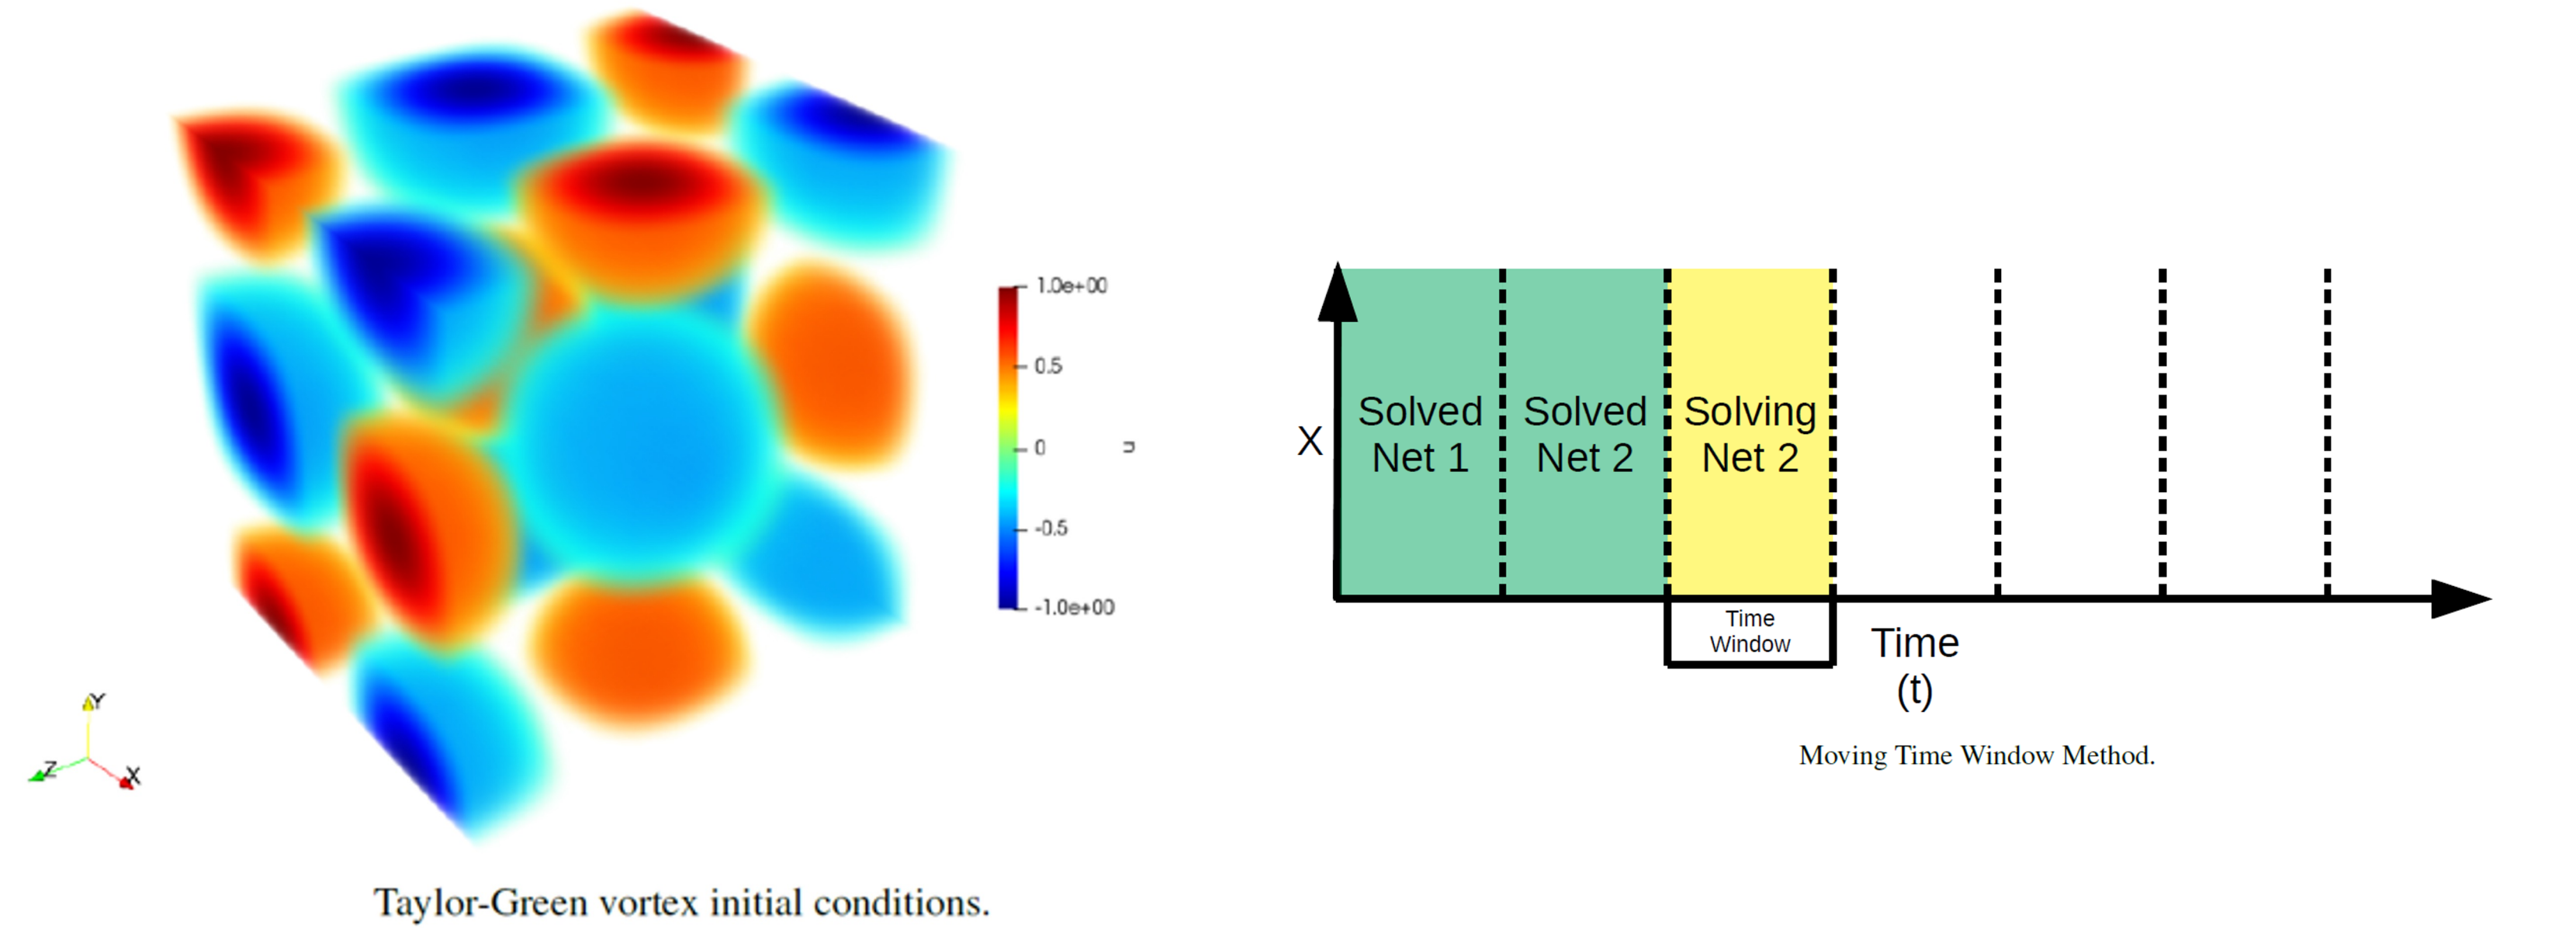 1.0e+00
0.5
0
-0.5
-1.0e+00
u
Y
Z
X
Taylor-Green vortex initial conditions.
X
Solved
Net 1
Solved
Net 2
Solving
Net 2
Time
Window
Time
(t)
Moving Time Window Method.